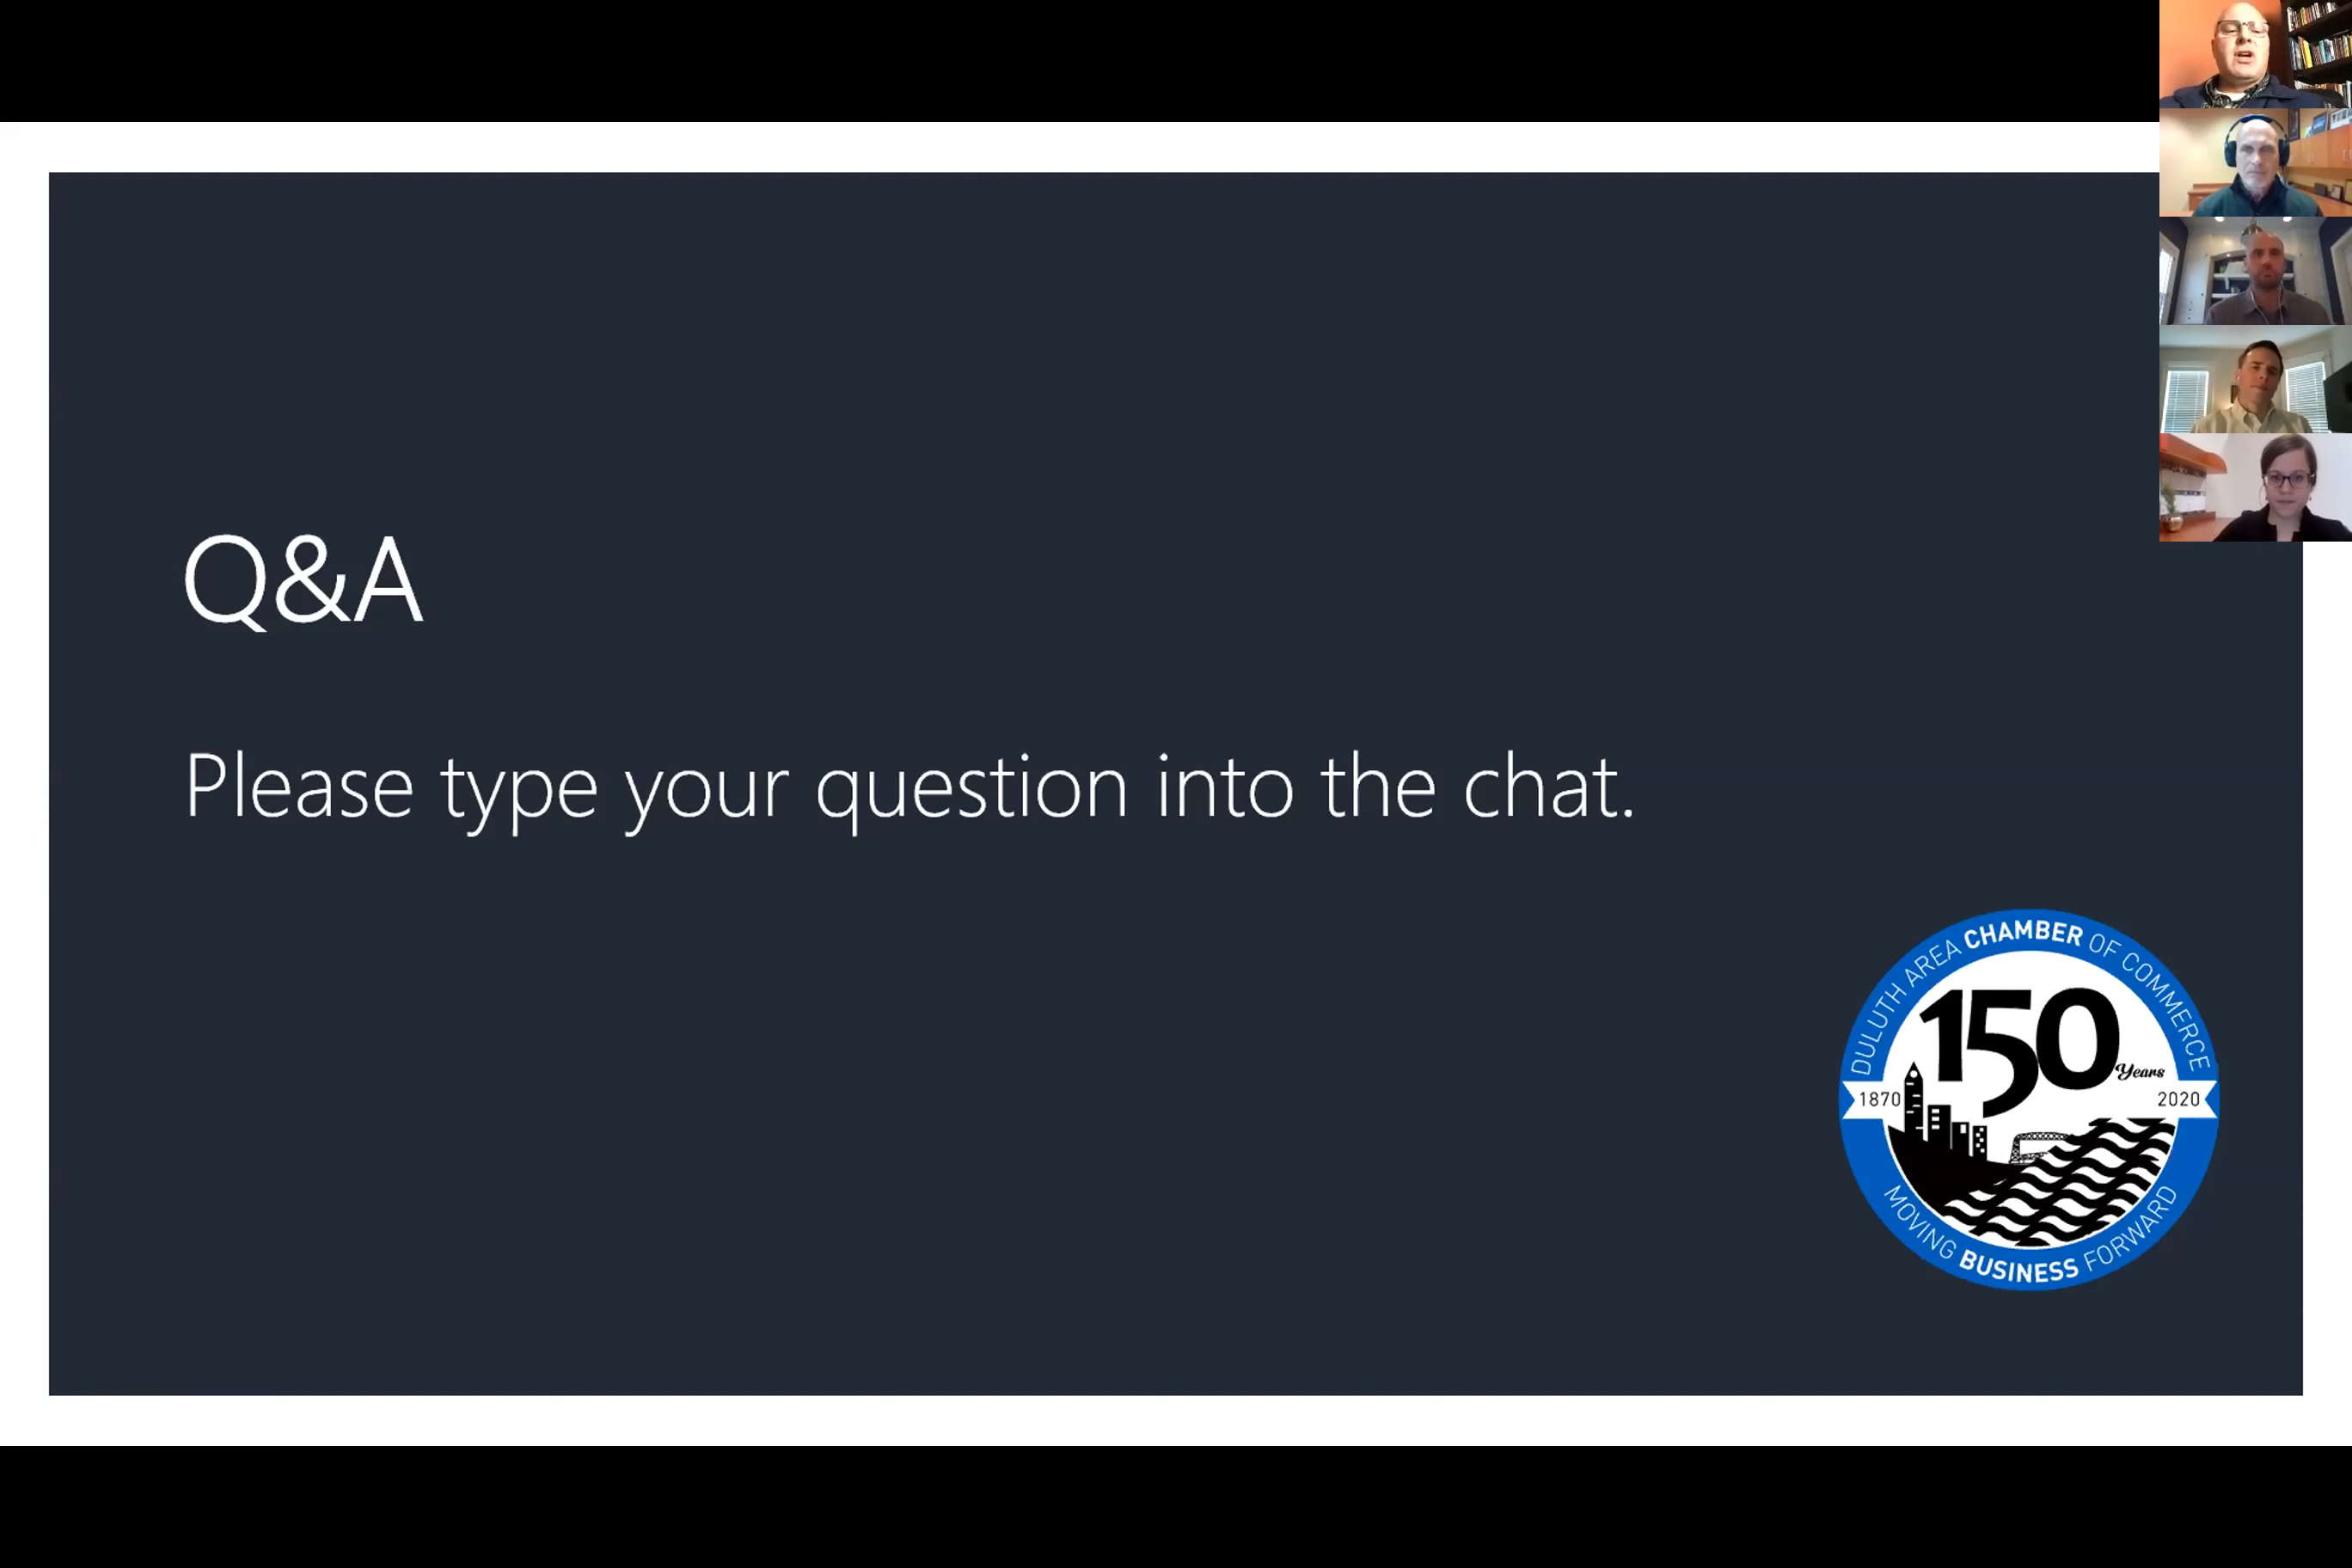 Q&A
Please type your question into the chat.
DULUTH AREA CHAMBER OF COMMERCE
150
Years
1870
2020
MOVING BUSINESS FORWARD